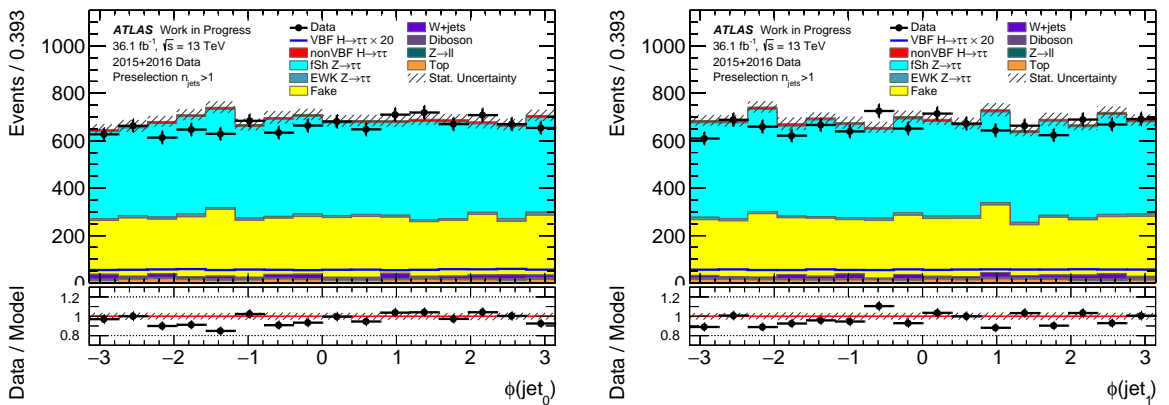 Events / 0.393
1000
800
600
400
200
0
ATLAS Work in Progress
36.1 fb⁻¹, √s = 13 TeV
2015+2016 Data
Preselection n_jets>1
Data
VBF H→ττ × 20
nonVBF H→ττ
fSh Z→ττ
EWK Z→ττ
Fake
W+jets
Diboson
Z→ll
Top
Stat. Uncertainty
Data / Model
1.2
1
0.8
−3 −2 −1 0 1 2 3
ϕ(jet₀)
Events / 0.393
1000
800
600
400
200
0
ATLAS Work in Progress
36.1 fb⁻¹, √s = 13 TeV
2015+2016 Data
Preselection n_jets>1
Data
VBF H→ττ × 20
nonVBF H→ττ
fSh Z→ττ
EWK Z→ττ
Fake
W+jets
Diboson
Z→ll
Top
Stat. Uncertainty
Data / Model
1.2
1
0.8
−3 −2 −1 0 1 2 3
ϕ(jet₁)